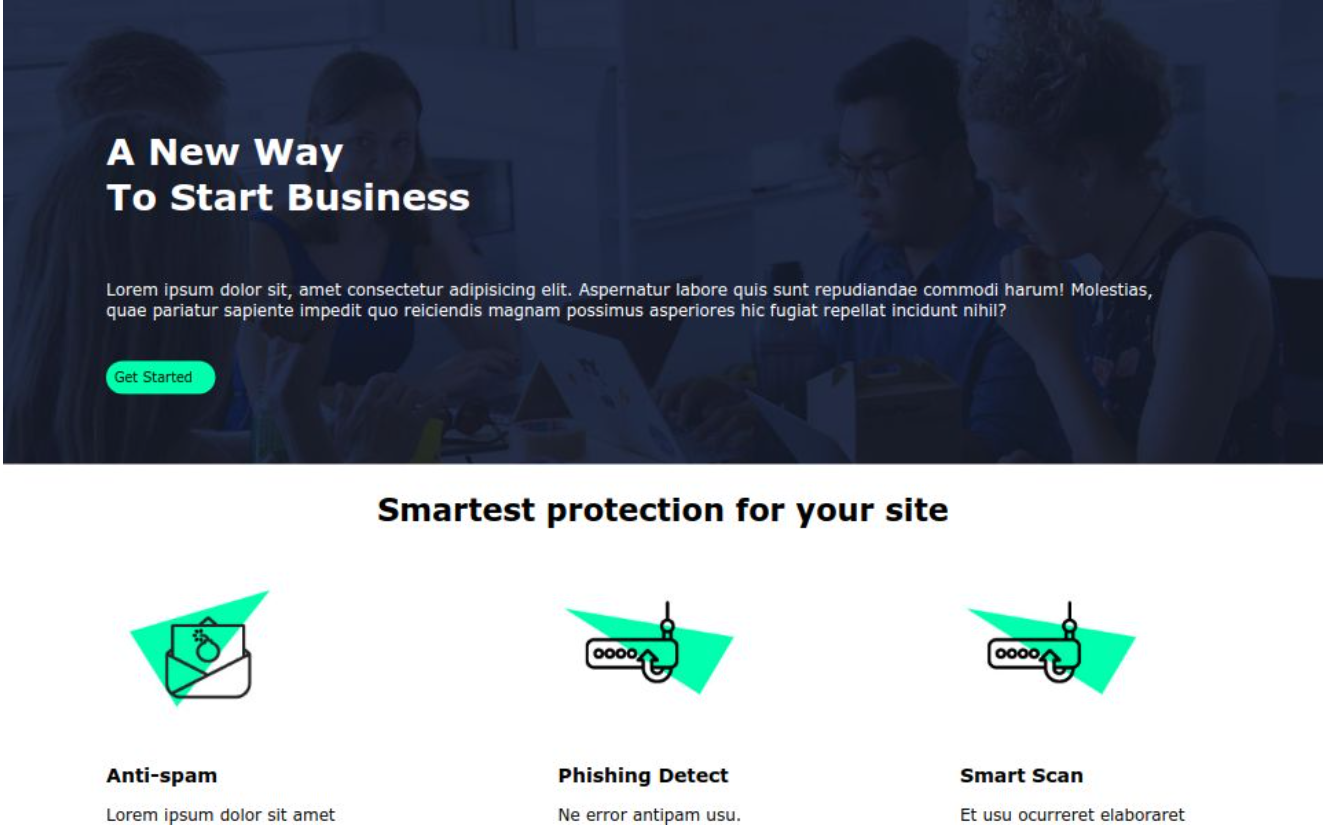 A New Way
To Start Business
Lorem ipsum dolor sit, amet consectetur adipisicing elit. Aspernatur labore quis sunt repudiandae commodi harum! Molestias,
quae pariatur sapiente impedit quo reiciendis magnam possimus asperiores hic fugiat repellat incidunt nihil?
Get Started
Smartest protection for your site
Anti-spam
Phishing Detect
Smart Scan
Lorem ipsum dolor sit amet
Ne error antipam usu.
Et usu ocurreret elaboraret